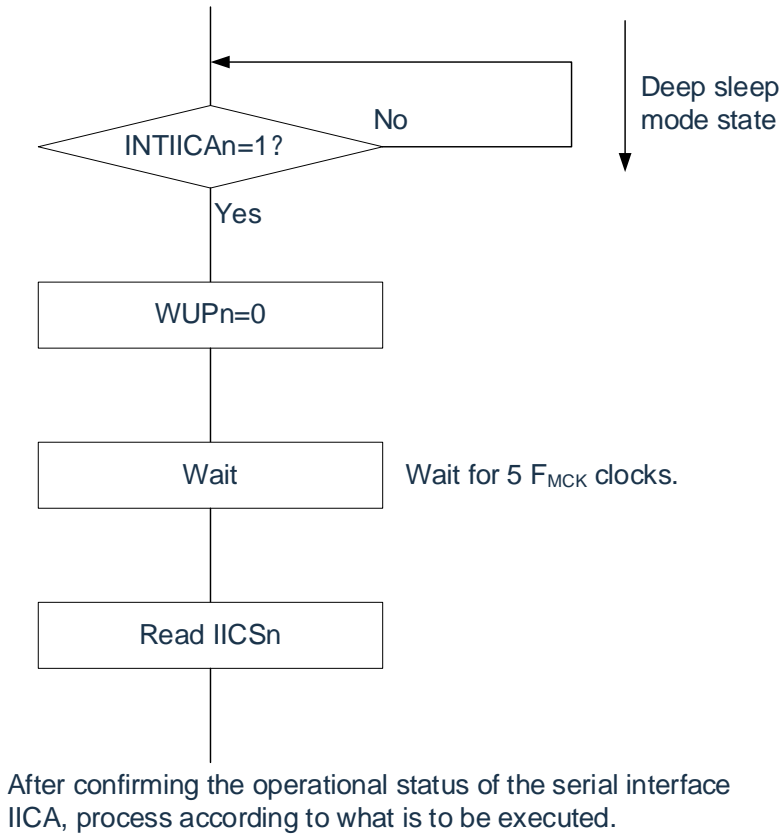 Deep sleep
mode state
No
INTIICAn=1?
Yes
WUPn=0
Wait
Wait for 5 FMCK clocks.
Read IICSn
After confirming the operational status of the serial interface
IICA, process according to what is to be executed.